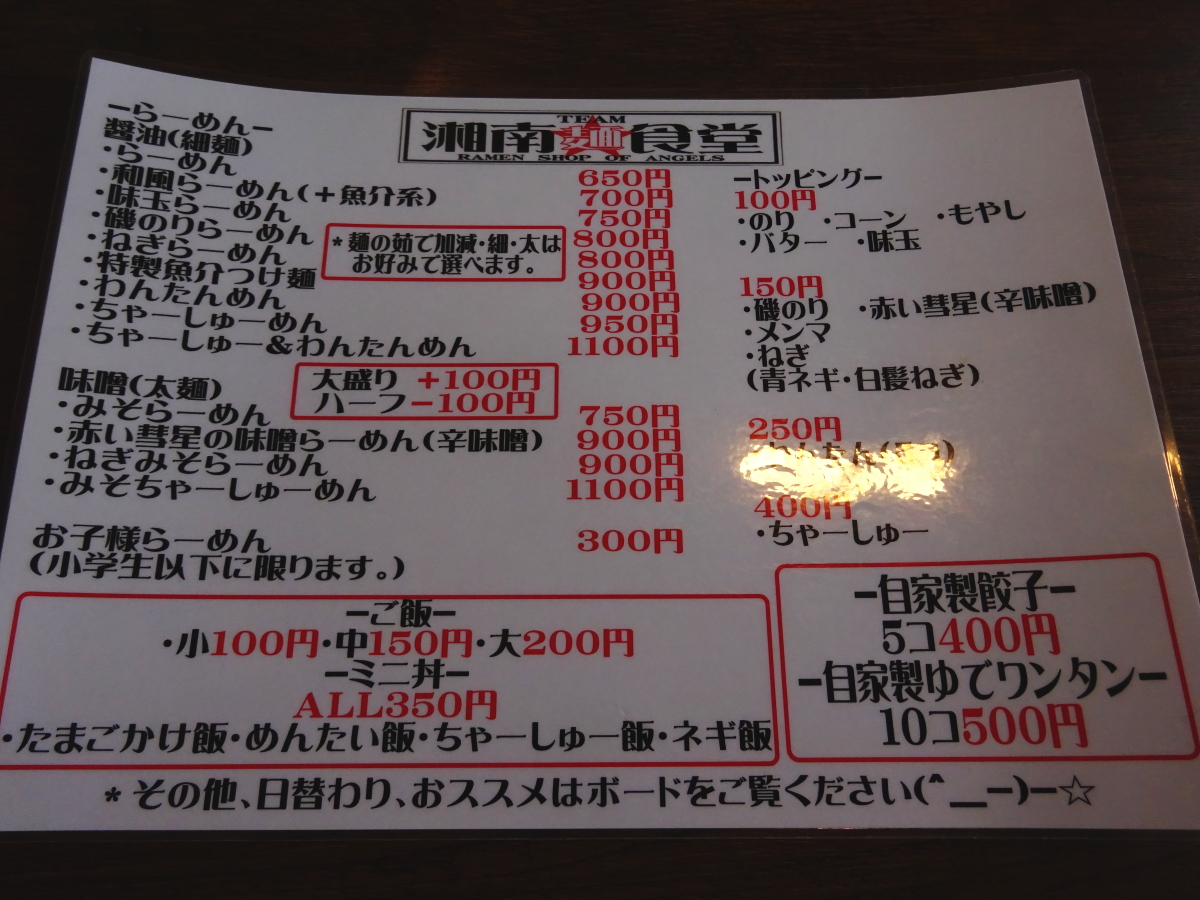 TEAM
湘南麺食堂
RAMEN SHOP OF ANGELS
ーらーめんー
醤油(細麺)
・らーめん 650円
・和風らーめん(+魚介系) 700円
・味玉らーめん 750円
・磯のりらーめん 800円
・ねぎらーめん 800円
・特製魚介つけ麺 900円
・わんたんめん 900円
・ちゃーしゅーめん 950円
・ちゃーしゅー&わんたんめん 1100円
*麺の茹で加減・細・太は
お好みで選べます。
大盛り +100円
ハーフ-100円
味噌(太麺)
・みそらーめん 750円
・赤い彗星の味噌らーめん(辛味噌) 900円
・ねぎみそらーめん 900円
・みそちゃーしゅーめん 1100円
お子様らーめん 300円
(小学生以下に限ります。)
ートッピングー
100円
・のり ・コーン ・もやし
・バター ・味玉
150円
・磯のり ・赤い彗星(辛味噌)
・メンマ
・ねぎ
(青ネギ・白髪ねぎ)
250円
400円
・ちゃーしゅー
ーご飯ー
・小100円・中150円・大200円
ーミニ丼ー
ALL350円
・たまごかけ飯・めんたい飯・ちゃーしゅー飯・ネギ飯
ー自家製餃子ー
5コ400円
ー自家製ゆでワンタンー
10コ500円
*その他、日替わり、おススメはボードをご覧ください(^__ー)ー☆